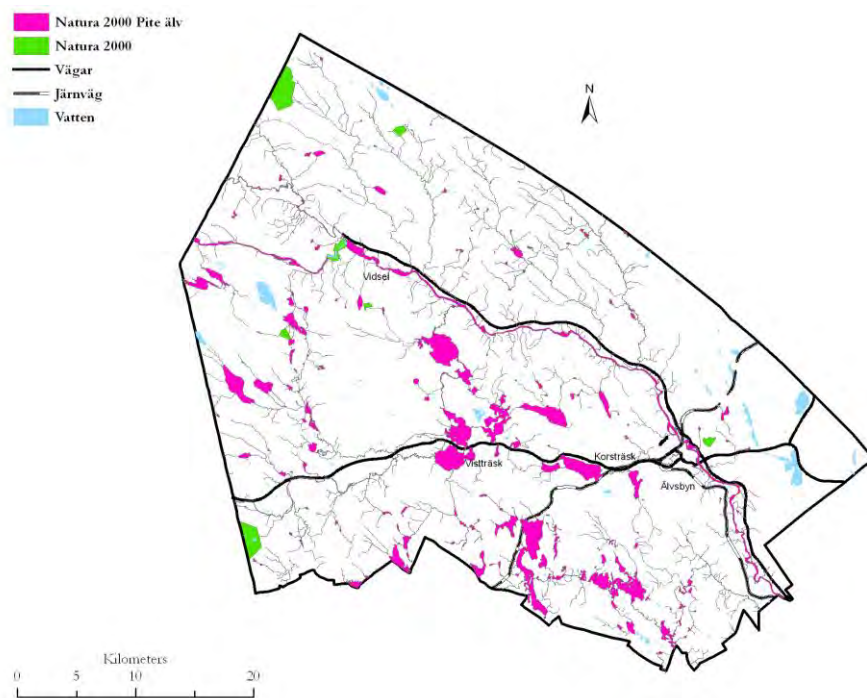 Natura 2000 Pite älv
Natura 2000
Vägar
Järnväg
Vatten
N
Vidsel
Vistträsk
Korsträsk
Älvsbyn
Kilometers
0 5 10 20